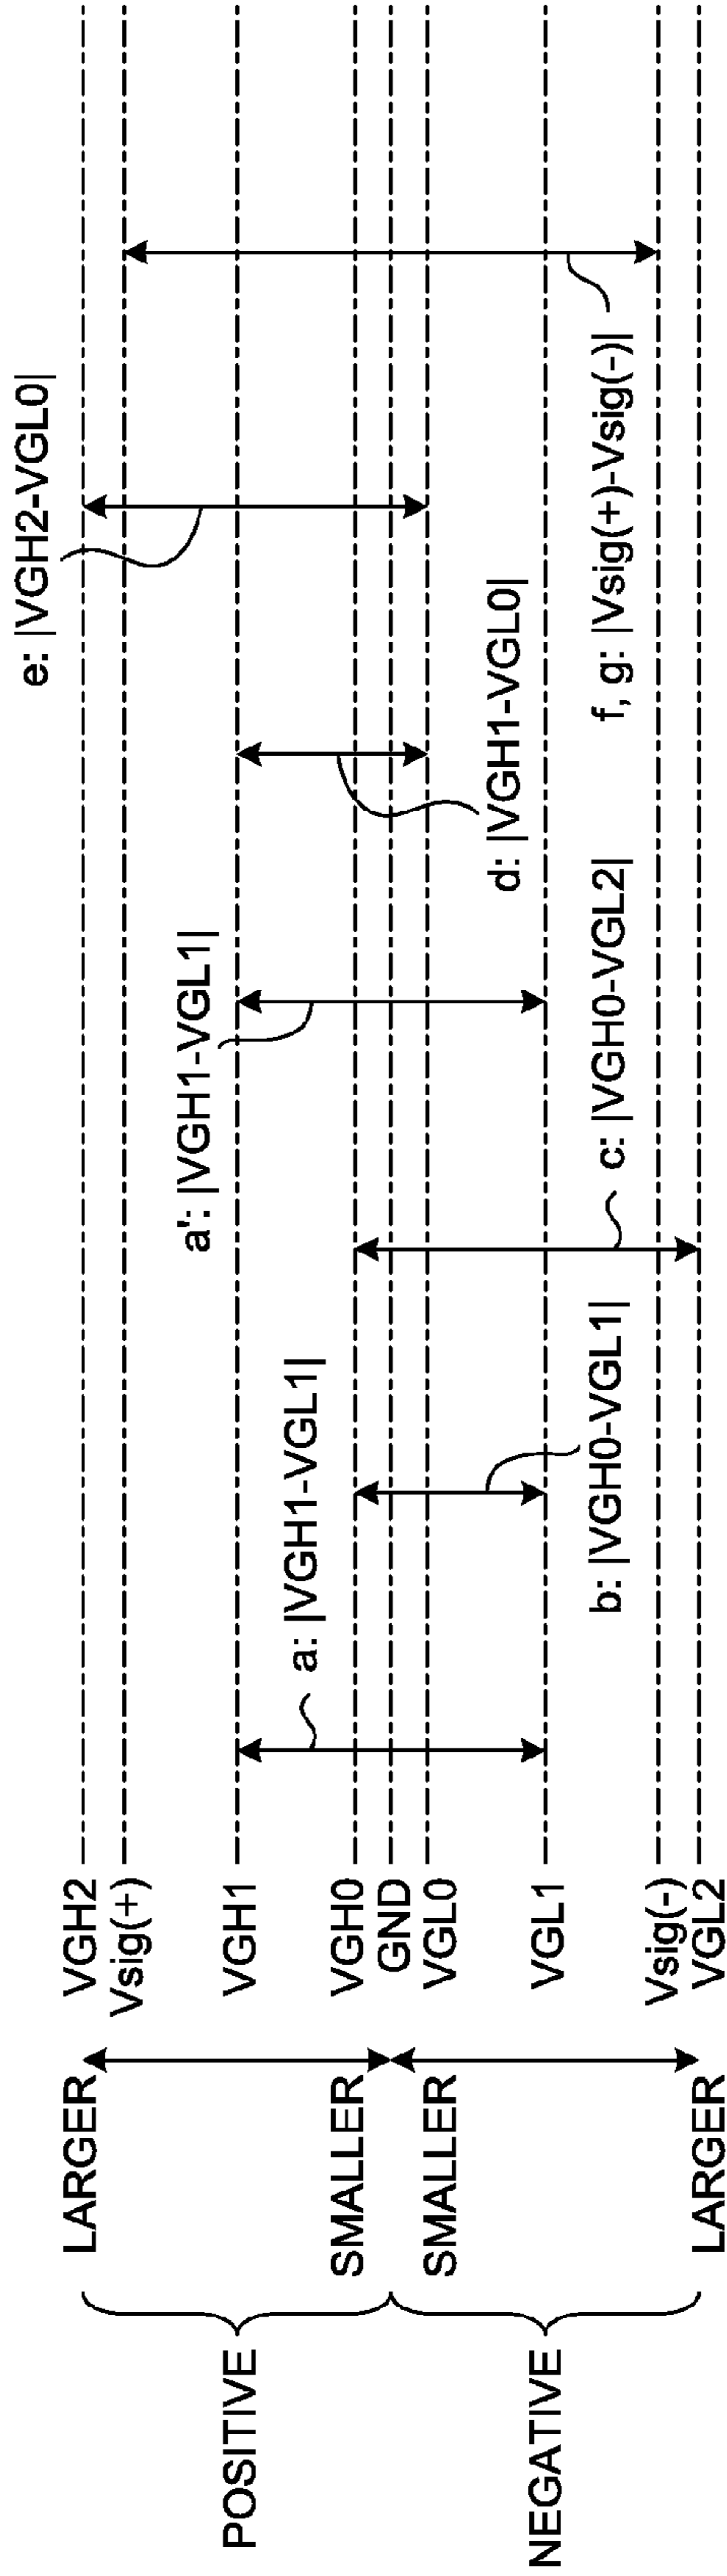 POSITIVE
NEGATIVE
LARGER
SMALLER
SMALLER
LARGER
VGH2
Vsig(+)
VGH1
VGH0
GND
VGL0
VGL1
Vsig(-)
VGL2
a: |VGH1-VGL1|
b: |VGH0-VGL1|
c: |VGH0-VGL2|
a': |VGH1-VGL1|
d: |VGH1-VGL0|
e: |VGH2-VGL0|
f, g: |Vsig(+)-Vsig(-)|